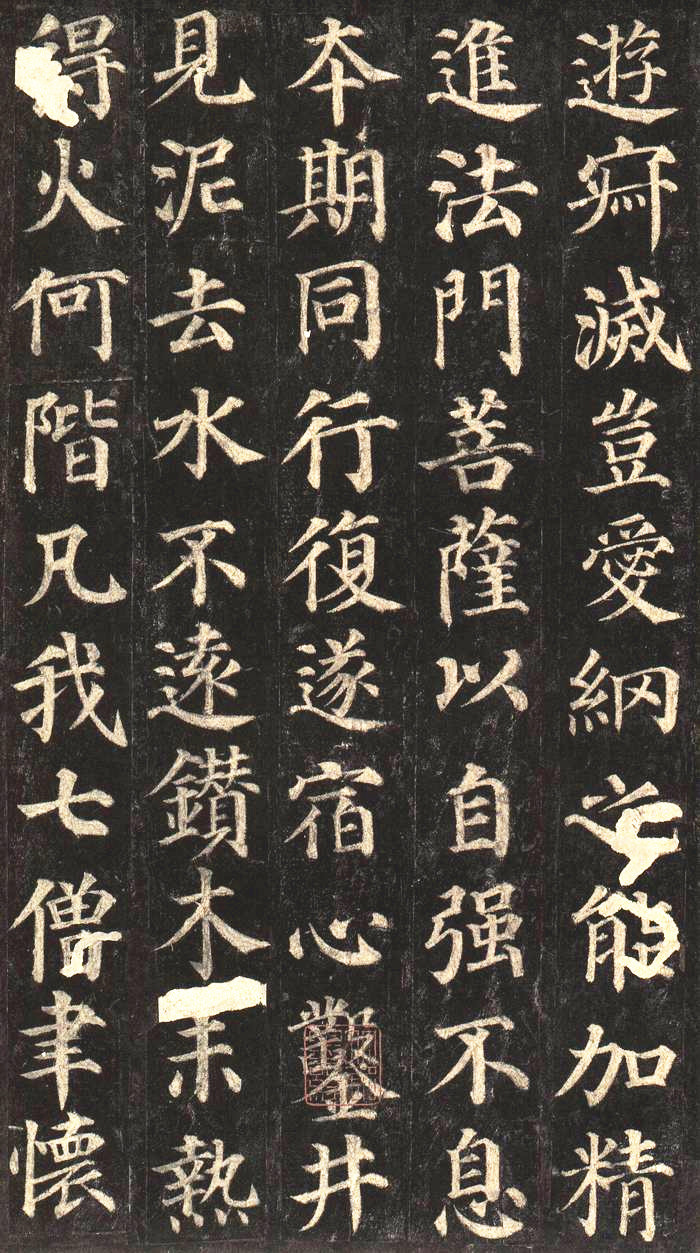 遊寂滅豈愛網之能加精
進法門菩薩以自强不息
本期同行復遂宿心鑿井
見泥去水不遠鑽木未熱
得火何階凡我七僧聿懷